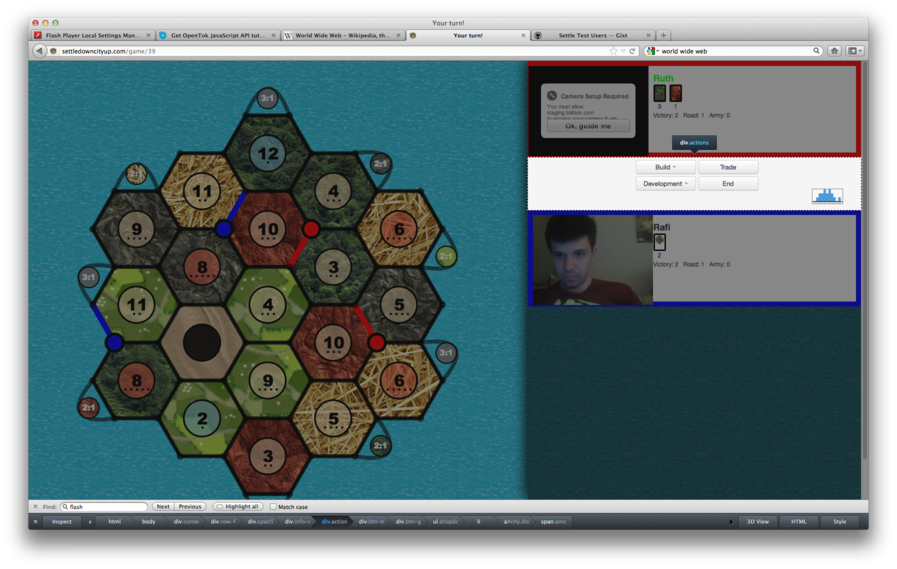 Your turn!
Flash Player Local Settings Man...
Get OpenTok JavaScript API tut...
World Wide Web – Wikipedia, th...
Your turn!
Settle Test Users — Gist
settledowncityup.com/game/39
world wide web
Camera Setup Required
You must allow
staging.tokbox.com
Ok, guide me
Ruth
3 1
Victory: 2 Road: 1 Army: 0
div.actions
Build Trade
Development End
Rafi
2
Victory: 2 Road: 1 Army: 0
3:1
12
2:1
11
4
2:1
9
10
6
8
3
2:1
3:1
11
4
5
10
3:1
8
9
6
2:1
2
5
2:1
3
Find: flash Next Previous Highlight all Match case
Inspect html body div.conte div.row-f div.span5 div.info-c div.action div.btn-to div.btn-g ul.dropdc li a#city.dis span.amo 3D View HTML Style